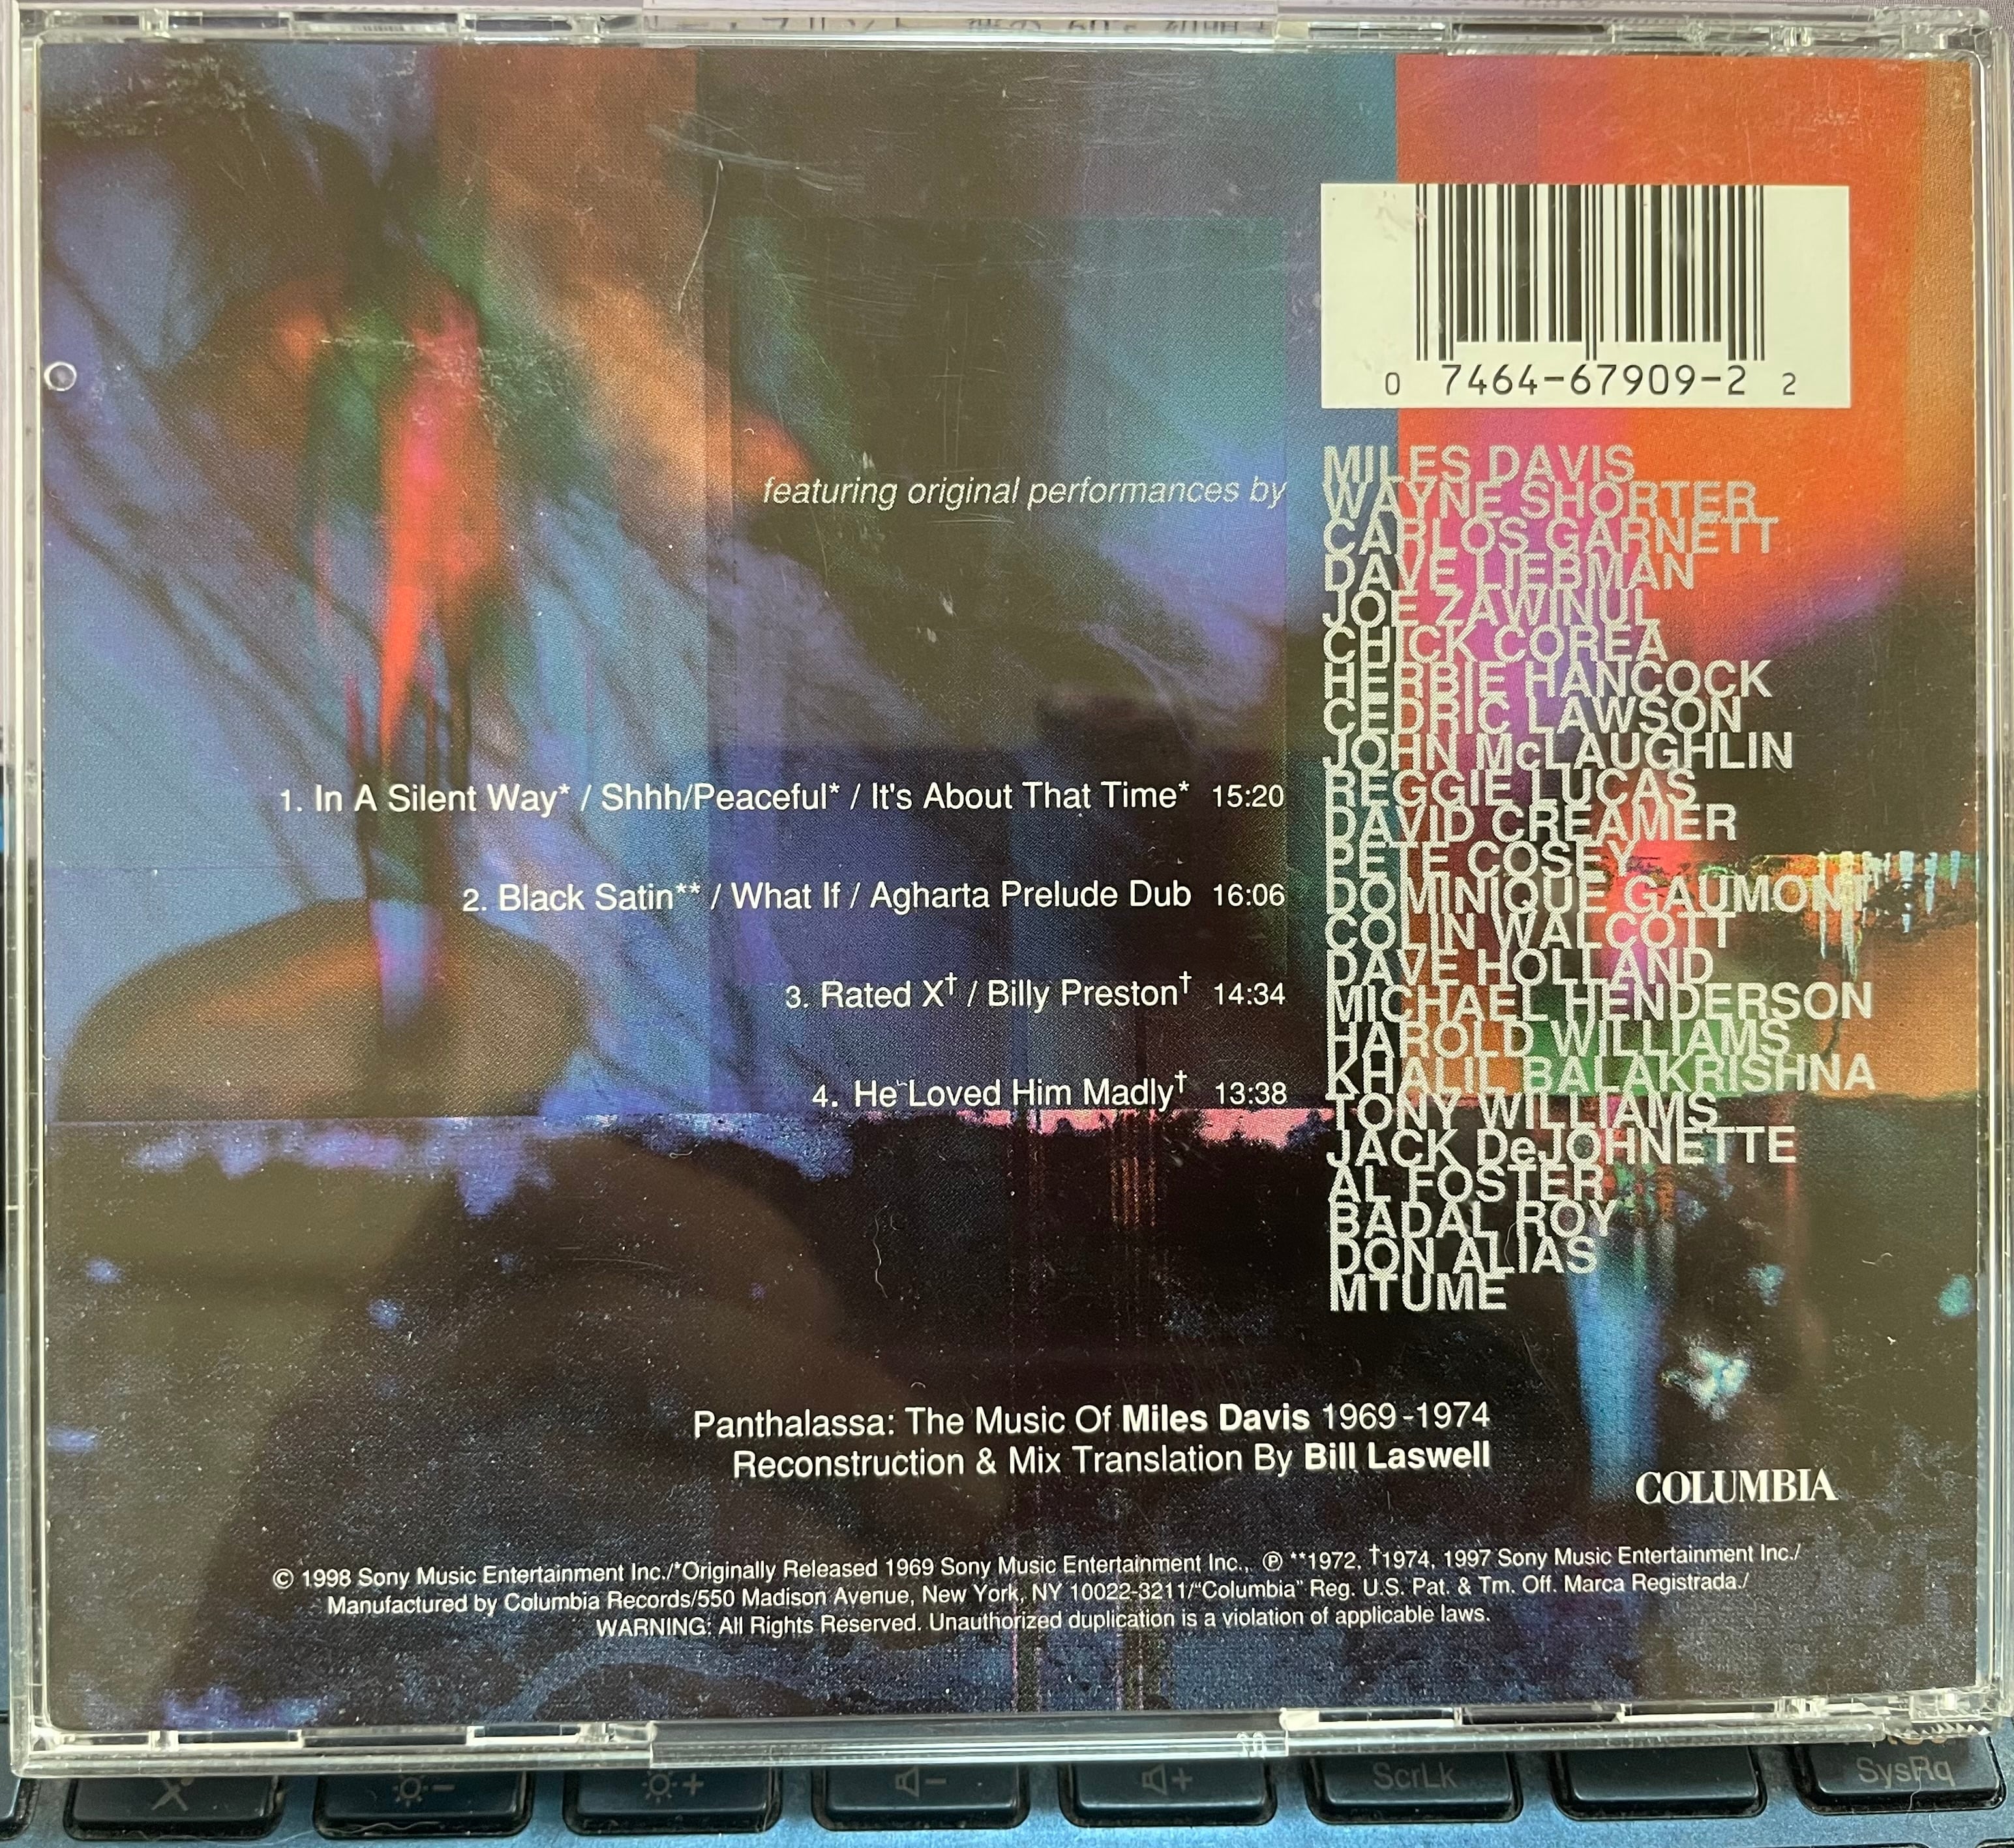 0 7464-67909-2 2
featuring original performances by
MILES DAVIS
WAYNE SHORTER
CARLOS GARNETT
DAVE LIEBMAN
JOE ZAWINUL
CHICK COREA
HERBIE HANCOCK
CEDRIC LAWSON
JOHN McLAUGHLIN
REGGIE LUCAS
DAVID CREAMER
PETE COSEY
DOMINIQUE GAUMONT
COLIN WALCOTT
DAVE HOLLAND
MICHAEL HENDERSON
HAROLD WILLIAMS
KHALIL BALAKRISHNA
TONY WILLIAMS
JACK DeJOHNETTE
AL FOSTER
BADAL ROY
DON ALIAS
MTUME
1. In A Silent Way* / Shhh/Peaceful* / It's About That Time* 15:20
2. Black Satin** / What If / Agharta Prelude Dub 16:06
3. Rated X† / Billy Preston† 14:34
4. He Loved Him Madly† 13:38
Panthalassa: The Music Of Miles Davis 1969-1974
Reconstruction & Mix Translation By Bill Laswell
COLUMBIA
© 1998 Sony Music Entertainment Inc./*Originally Released 1969 Sony Music Entertainment Inc., ℗ **1972, †1974, 1997 Sony Music Entertainment Inc./
Manufactured by Columbia Records/550 Madison Avenue, New York, NY 10022-3211/"Columbia" Reg. U.S. Pat. & Tm. Off. Marca Registrada./
WARNING: All Rights Reserved. Unauthorized duplication is a violation of applicable laws.
ScrLk
SysRq